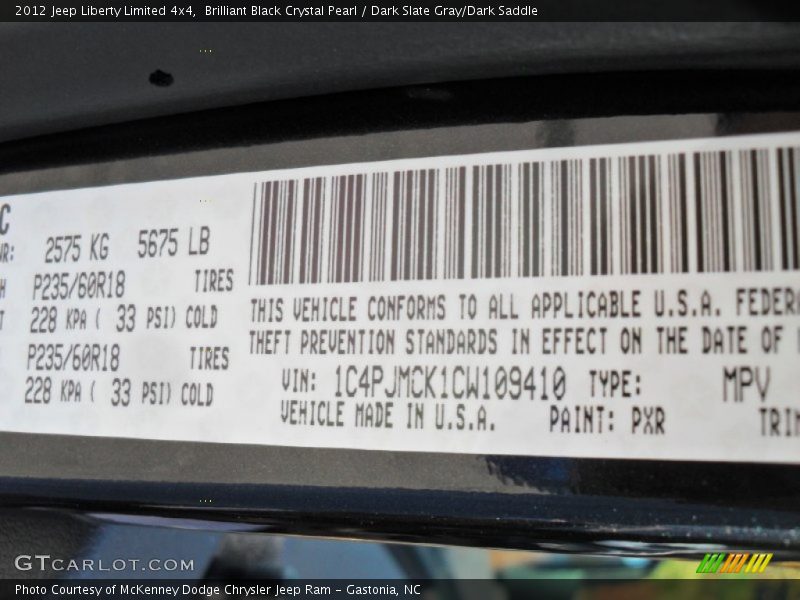 2012 Jeep Liberty Limited 4x4,  Brilliant Black Crystal Pearl / Dark Slate Gray/Dark Saddle
2575 KG 5675 LB
P235/60R18 TIRES
228 KPA ( 33 PSI) COLD
P235/60R18 TIRES
228 KPA ( 33 PSI) COLD
THIS VEHICLE CONFORMS TO ALL APPLICABLE U.S.A. FEDERA
THEFT PREVENTION STANDARDS IN EFFECT ON THE DATE OF
VIN: 1C4PJMCK1CW109410 TYPE: MPV
VEHICLE MADE IN U.S.A. PAINT: PXR TRIM
GTCARLOT.COM
Photo Courtesy of McKenney Dodge Chrysler Jeep Ram - Gastonia, NC